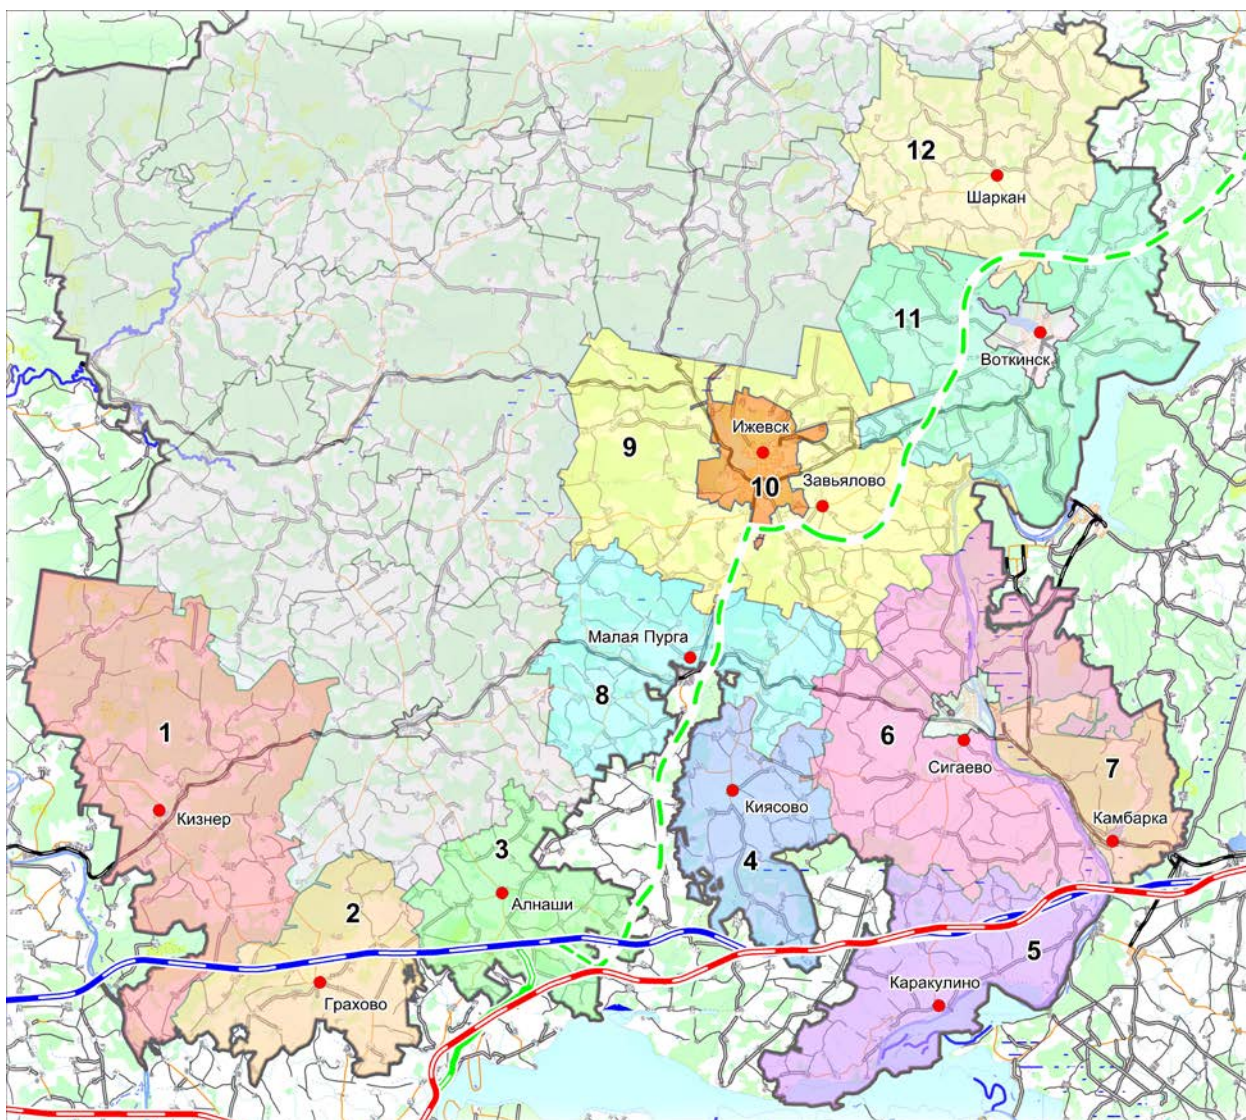 12
Шаркан
11
Воткинск
Ижевск
9
10
Завьялово
Малая Пурга
8
1
6
Сигаево
7
Киясово
Камбарка
Кизнер
3
4
Алнаши
2
5
Грахово
Каракулино